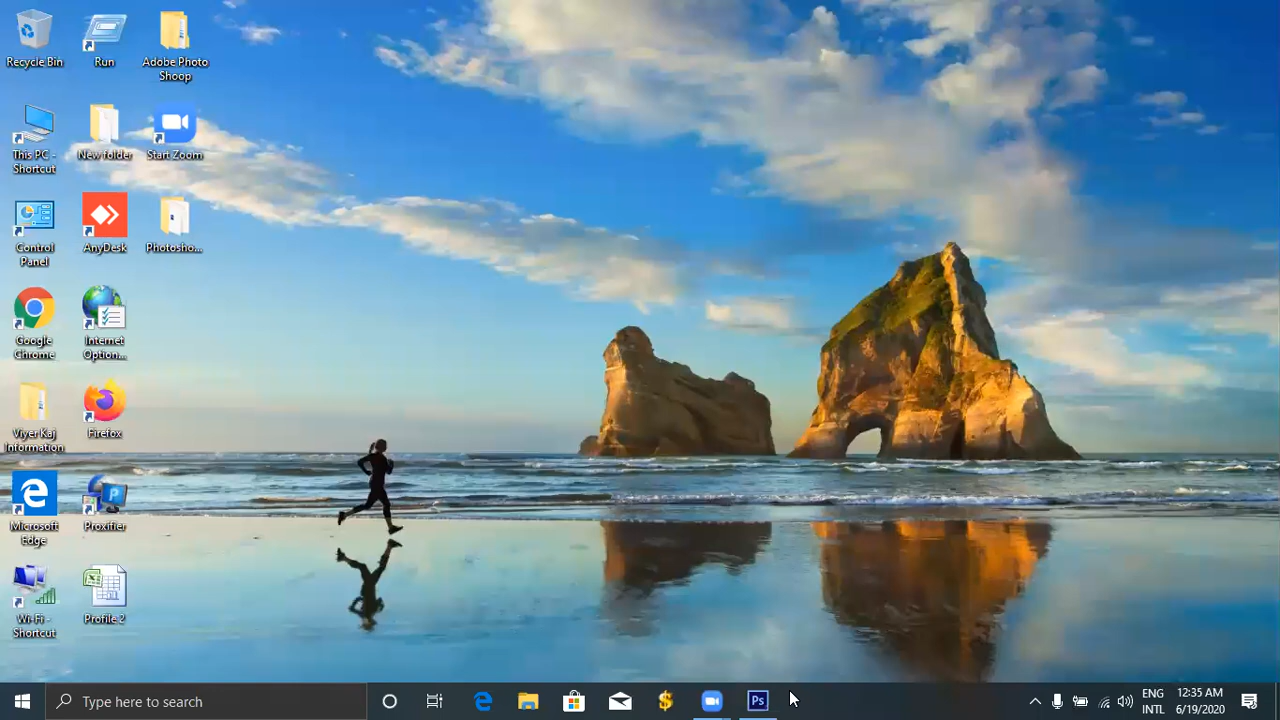 Recycle Bin
Run
Adobe Photo
Shoop
This PC -
Shortcut
New folder
Start Zoom
Control
Panel
AnyDesk
Photosho...
Google
Chrome
Internet
Option...
Viyer Kaj
Information
Firefox
Microsoft
Edge
Proxifier
Wi-Fi -
Shortcut
Profile 2
Type here to search
Ps
ENG
INTL
12:35 AM
6/19/2020